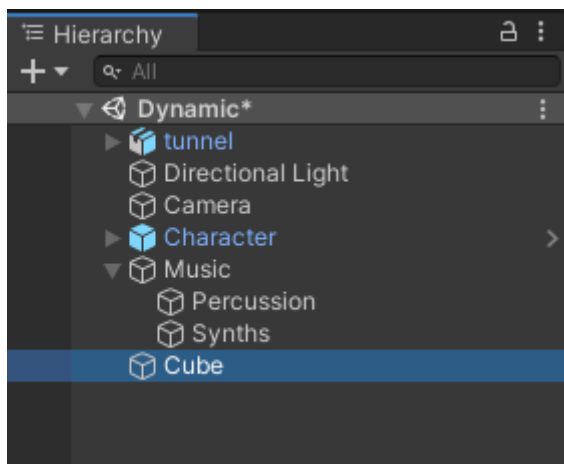 Hierarchy
All
Dynamic*
tunnel
Directional Light
Camera
Character
Music
Percussion
Synths
Cube